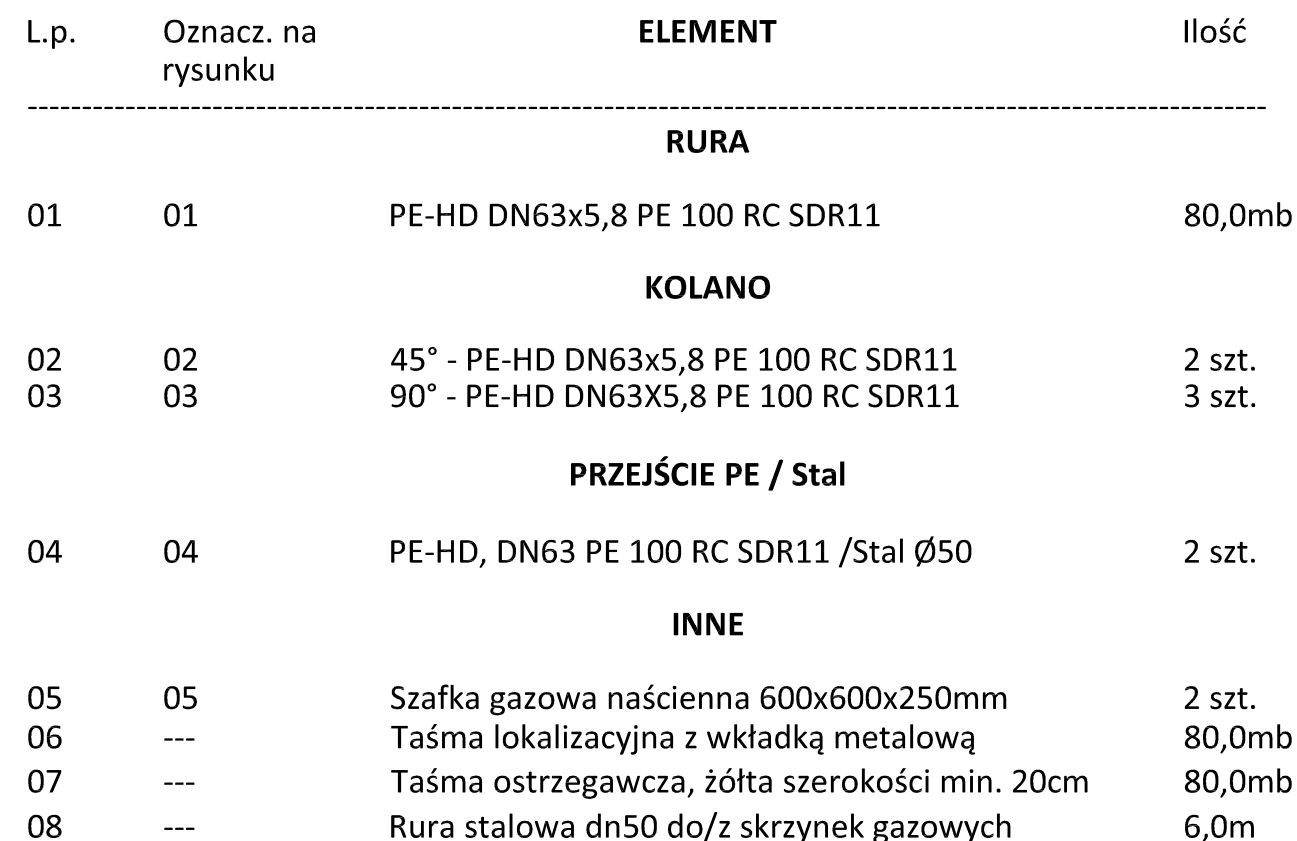 L.p. Oznacz. na ELEMENT Ilość
rysunku
--------------------------------------------------------------------------------------------------------------------
RURA
01 01 PE-HD DN63x5,8 PE 100 RC SDR11 80,0mb
KOLANO
02 02 45° - PE-HD DN63x5,8 PE 100 RC SDR11 2 szt.
03 03 90° - PE-HD DN63X5,8 PE 100 RC SDR11 3 szt.
PRZEJŚCIE PE / Stal
04 04 PE-HD, DN63 PE 100 RC SDR11 /Stal Ø50 2 szt.
INNE
05 05 Szafka gazowa naścienna 600x600x250mm 2 szt.
06 --- Taśma lokalizacyjna z wkładką metalową 80,0mb
07 --- Taśma ostrzegawcza, żółta szerokości min. 20cm 80,0mb
08 --- Rura stalowa dn50 do/z skrzynek gazowych 6,0m